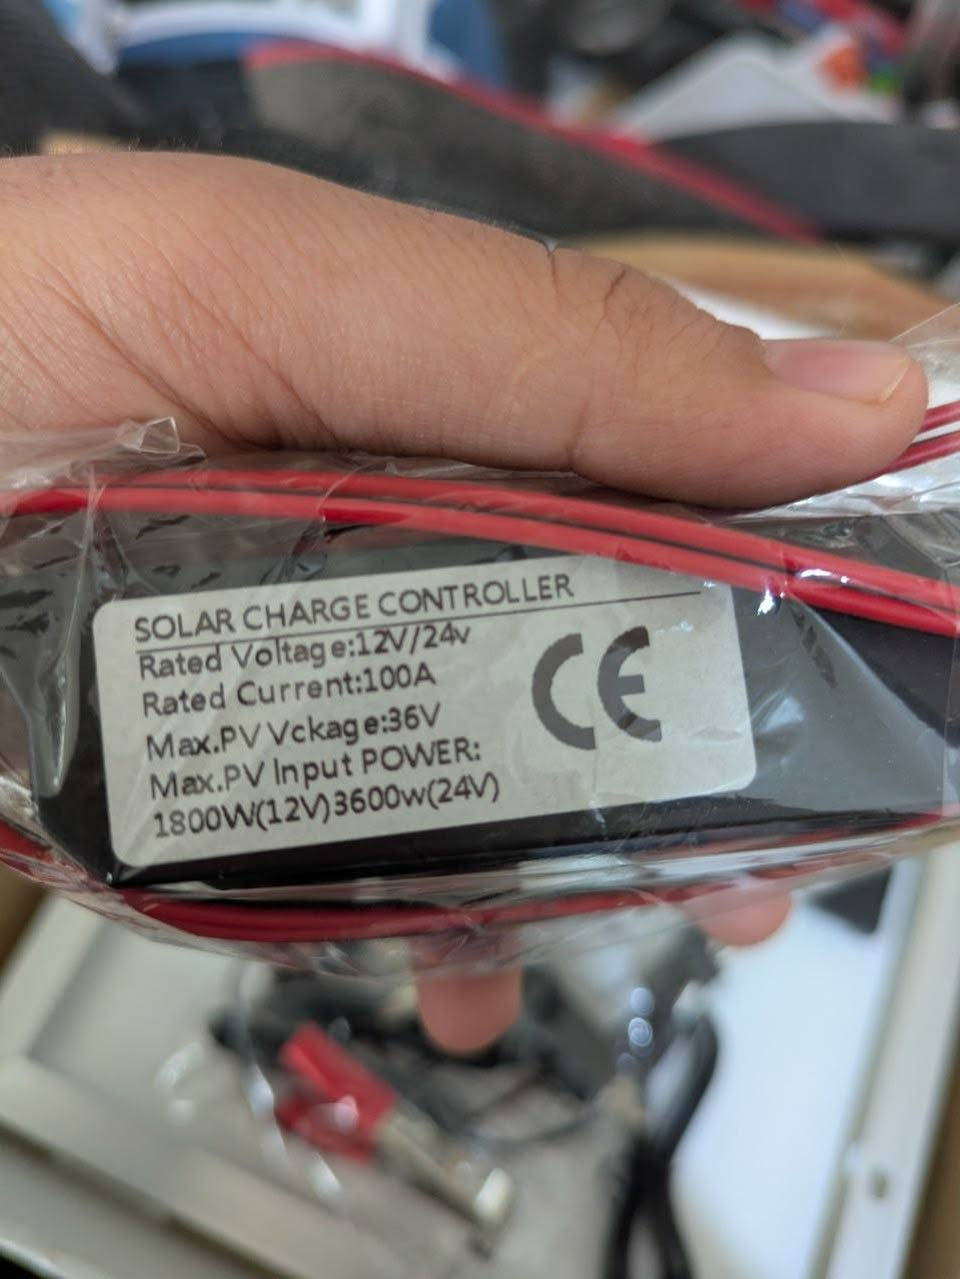 SOLAR CHARGE CONTROLLER
Rated Voltage:12V/24v
Rated Current:100A
Max.PV Vckage:36V
Max.PV Input POWER:
1800W(12V)3600w(24V)
CE